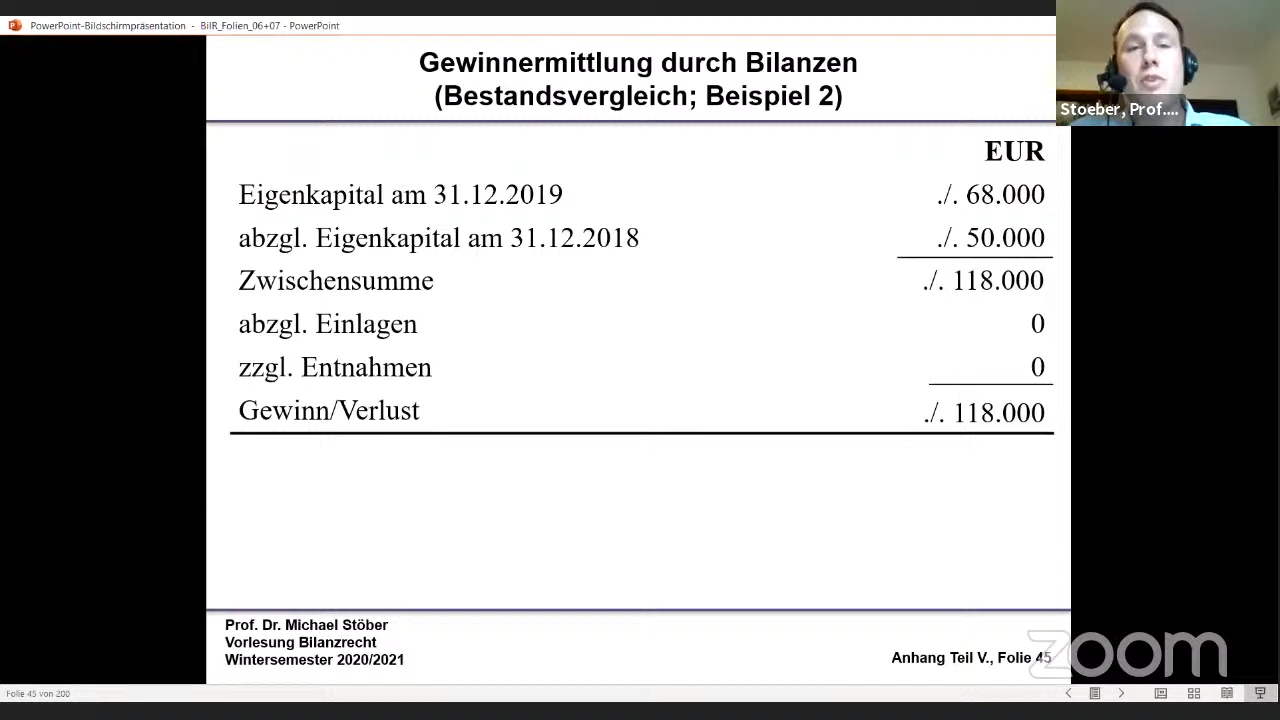 PowerPoint-Bildschirmpräsentation - BilR_Folien_06+07 - PowerPoint
Stoeber, Prof....
Gewinnermittlung durch Bilanzen
(Bestandsvergleich; Beispiel 2)
EUR
Eigenkapital am 31.12.2019 ./. 68.000
abzgl. Eigenkapital am 31.12.2018 ./. 50.000
Zwischensumme ./. 118.000
abzgl. Einlagen 0
zzgl. Entnahmen 0
Gewinn/Verlust ./. 118.000
Prof. Dr. Michael Stöber
Vorlesung Bilanzrecht
Wintersemester 2020/2021
Anhang Teil V., Folie 45
zoom
Folie 45 von 200